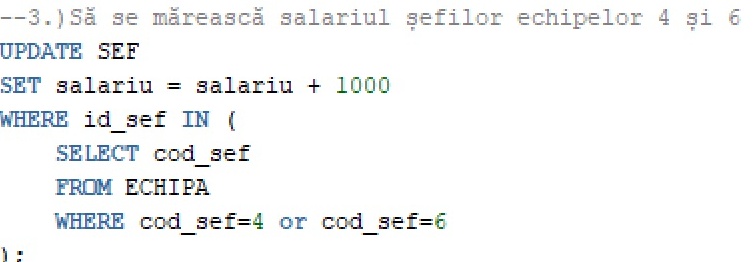 --3.)Să se mărească salariul șefilor echipelor 4 și 6
UPDATE SEF
SET salariu = salariu + 1000
WHERE id_sef IN (
    SELECT cod_sef
    FROM ECHIPA
    WHERE cod_sef=4 or cod_sef=6
);